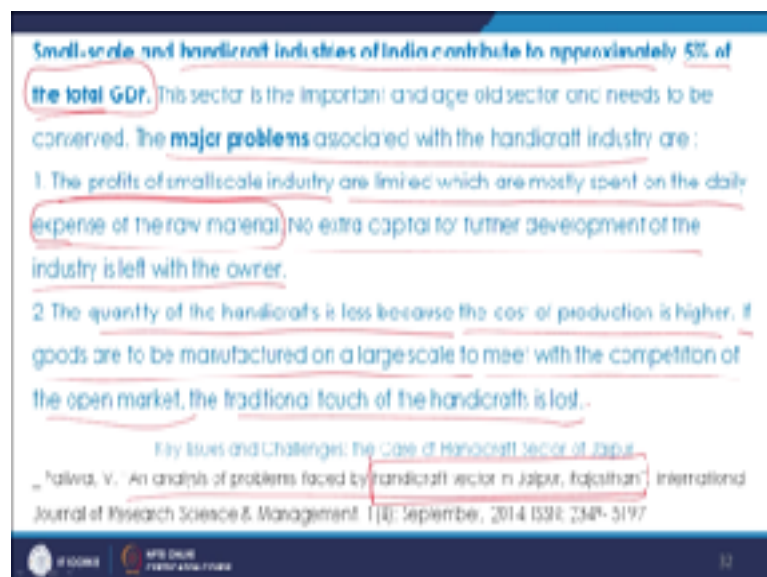 Small-scale and handicraft industries of India contribute to approximately 5% of
the total GDP. This sector is the important and age old sector and needs to be
conserved. The major problems associated with the handicraft industry are :
1. The profits of smallscale industry are limited which are mostly spent on the daily
expense of the raw material. No extra capital for further development of the
industry is left with the owner.
2 The quantity of the handicrafts is less because the cost of production is higher. If
goods are to be manufactured on a large scale to meet with the competition of
the open market, the traditional touch of the handicrafts is lost.
Key Issues and Challenges: The Case of Handicraft Sector of Jaipur
Paliwal, V. "An analysis of problems faced by handicraft sector in Jaipur, Rajasthan", International
Journal of Research Science & Management. 1(4): September, 2014 ISSN: 2349- 5197
IIT ROORKEE NPTEL ONLINE
CERTIFICATION COURSE